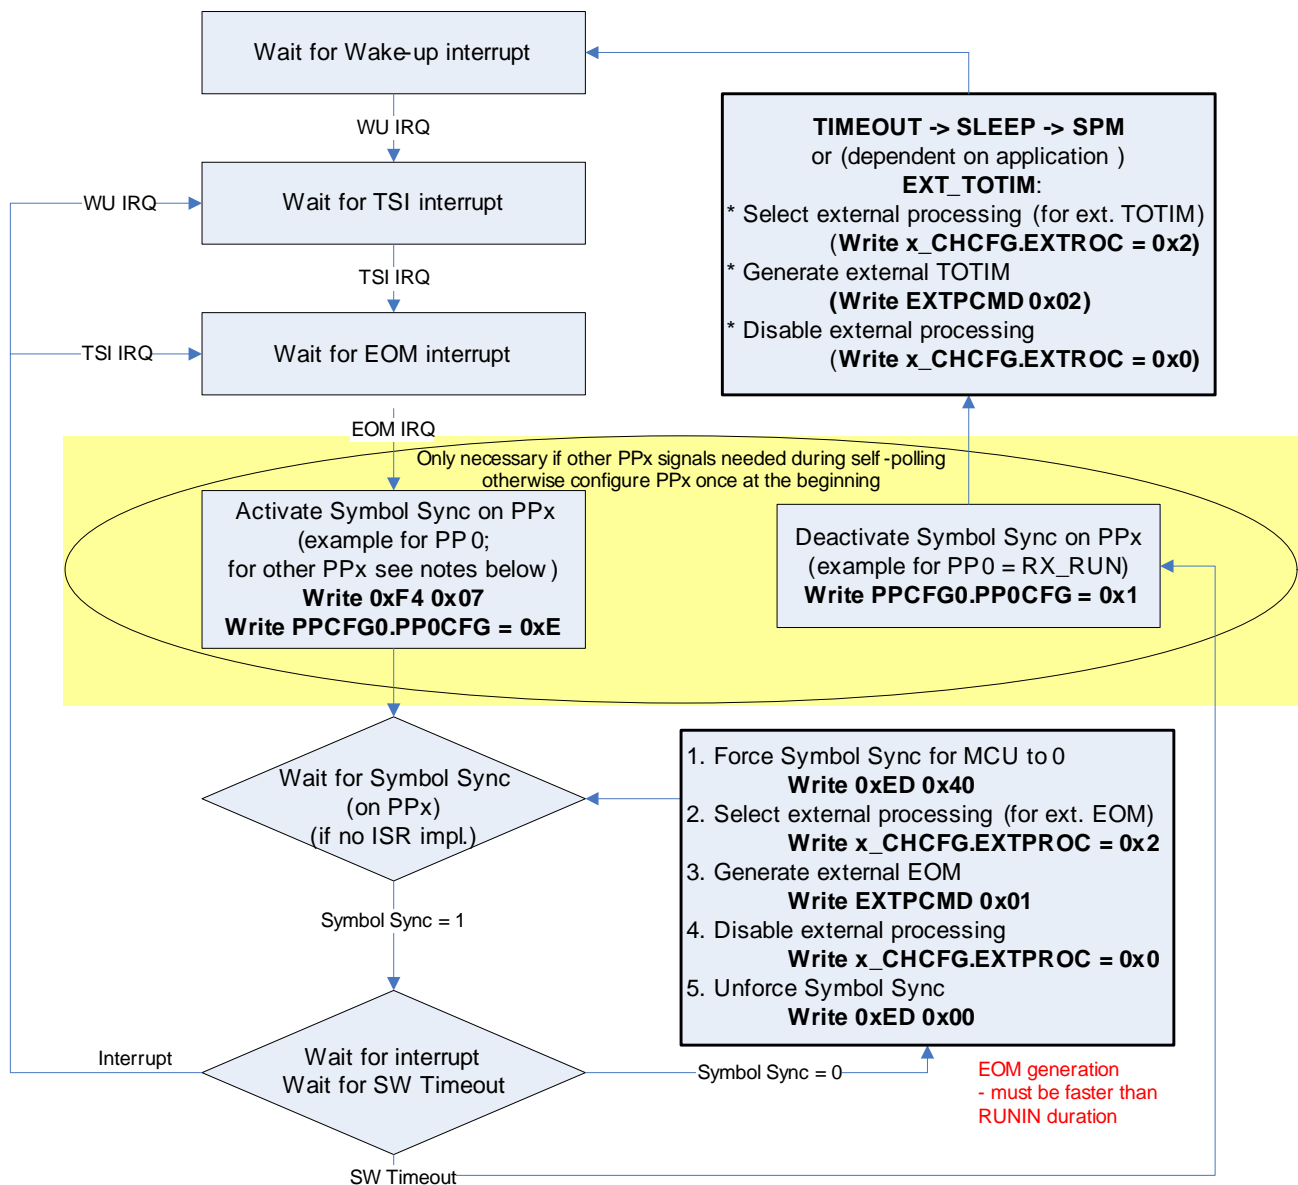 Wait for Wake-up interrupt
WU IRQ
WU IRQ
Wait for TSI interrupt
TSI IRQ
TSI IRQ
Wait for EOM interrupt
EOM IRQ
TIMEOUT -> SLEEP -> SPM
or (dependent on application )
EXT_TOTIM:
* Select external processing (for ext. TOTIM)
(Write x_CHCFG.EXTROC = 0x2)
* Generate external TOTIM
(Write EXTPCMD 0x02)
* Disable external processing
(Write x_CHCFG.EXTROC = 0x0)
Only necessary if other PPx signals needed during self-polling
otherwise configure PPx once at the beginning
Activate Symbol Sync on PPx
(example for PP0;
for other PPx see notes below)
Write 0xF4 0x07
Write PPCFG0.PP0CFG = 0xE
Deactivate Symbol Sync on PPx
(example for PP0 = RX_RUN)
Write PPCFG0.PP0CFG = 0x1
Wait for Symbol Sync
(on PPx)
(if no ISR impl.)
Symbol Sync = 1
1. Force Symbol Sync for MCU to 0
Write 0xED 0x40
2. Select external processing (for ext. EOM)
Write x_CHCFG.EXTPROC = 0x2
3. Generate external EOM
Write EXTPCMD 0x01
4. Disable external processing
Write x_CHCFG.EXTPROC = 0x0
5. Unforce Symbol Sync
Write 0xED 0x00
Interrupt
Wait for interrupt
Wait for SW Timeout
Symbol Sync = 0
EOM generation
- must be faster than
RUNIN duration
SW Timeout